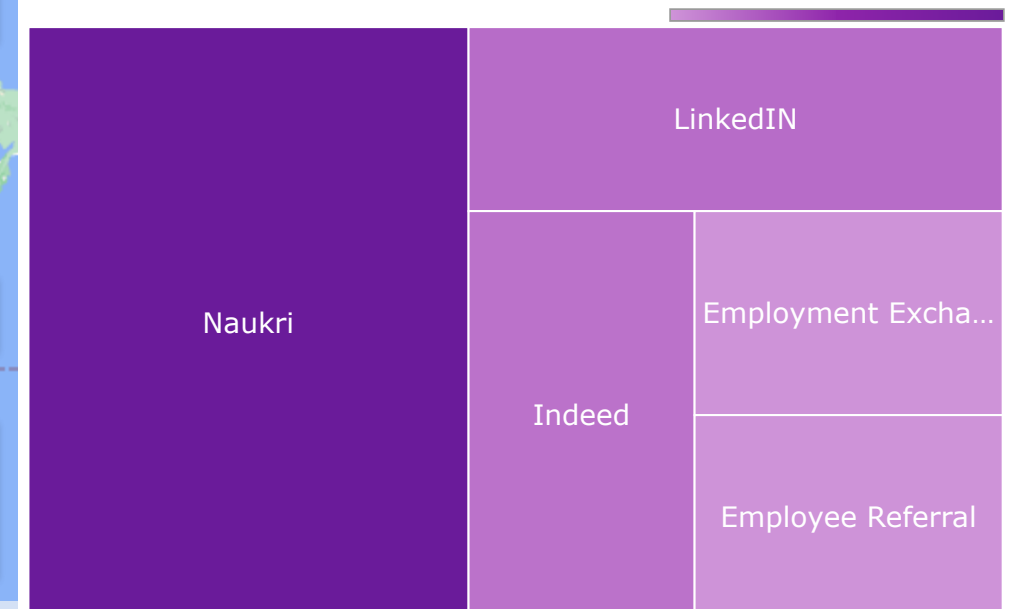 LinkedIN
Naukri
Employment Excha...
Indeed
Employee Referral